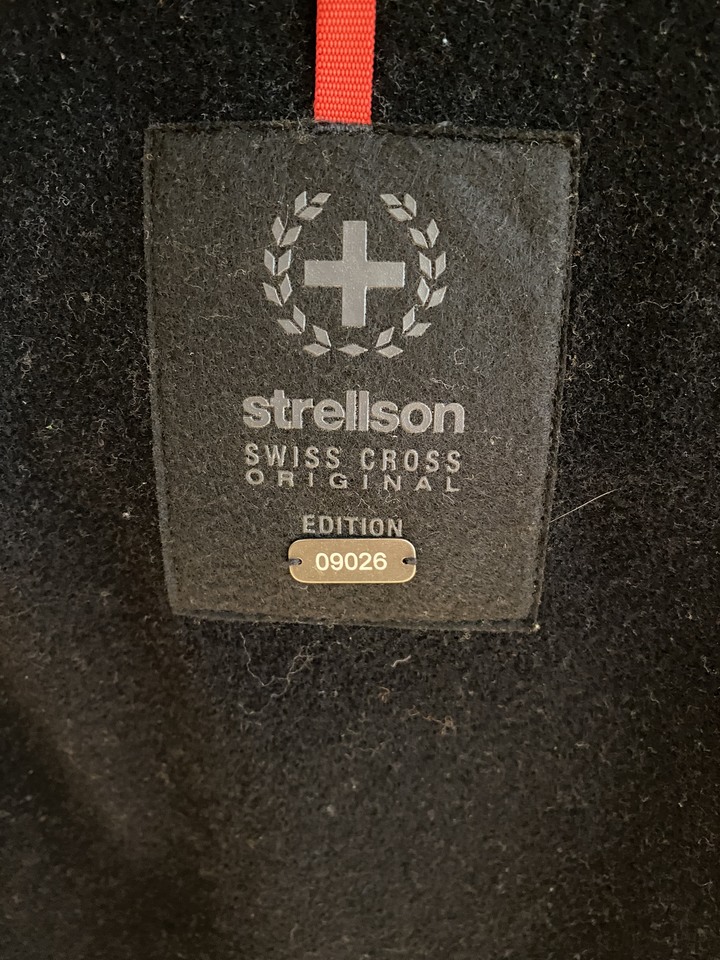 strellson
SWISS CROSS
ORIGINAL
EDITION
09026